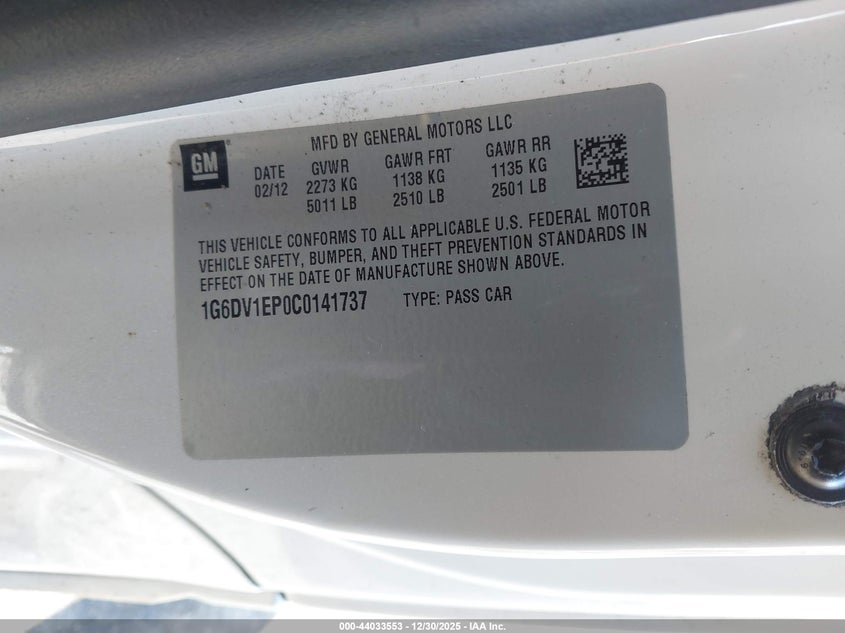 MFD BY GENERAL MOTORS LLC
GM
DATE GVWR GAWR FRT GAWR RR
02/12 2273 KG 1138 KG 1135 KG
5011 LB 2510 LB 2501 LB
THIS VEHICLE CONFORMS TO ALL APPLICABLE U.S. FEDERAL MOTOR
VEHICLE SAFETY, BUMPER, AND THEFT PREVENTION STANDARDS IN
EFFECT ON THE DATE OF MANUFACTURE SHOWN ABOVE.
1G6DV1EP0C0141737 TYPE: PASS CAR
000-44033553 - 12/30/2025 - IAA Inc.